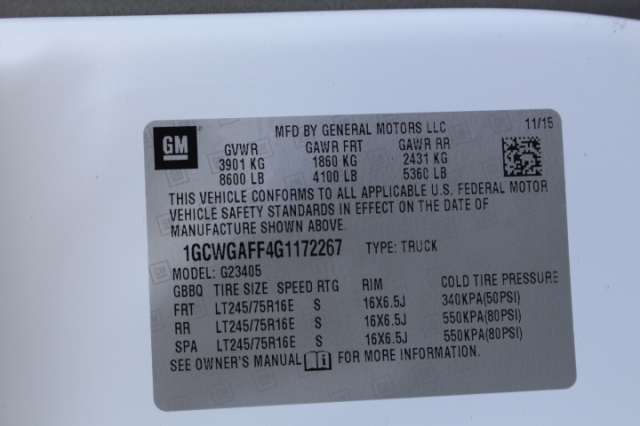 MFD BY GENERAL MOTORS LLC 11/15
GM GVWR GAWR FRT GAWR RR
3901 KG 1860 KG 2431 KG
8600 LB 4100 LB 5360 LB
THIS VEHICLE CONFORMS TO ALL APPLICABLE U.S. FEDERAL MOTOR
VEHICLE SAFETY STANDARDS IN EFFECT ON THE DATE OF
MANUFACTURE SHOWN ABOVE.
1GCWGAFF4G1172267 TYPE: TRUCK
MODEL: G23405
GBBQ TIRE SIZE SPEED RTG RIM COLD TIRE PRESSURE
FRT LT245/75R16E S 16X6.5J 340KPA(50PSI)
RR LT245/75R16E S 16X6.5J 550KPA(80PSI)
SPA LT245/75R16E S 16X6.5J 550KPA(80PSI)
SEE OWNER'S MANUAL FOR MORE INFORMATION.